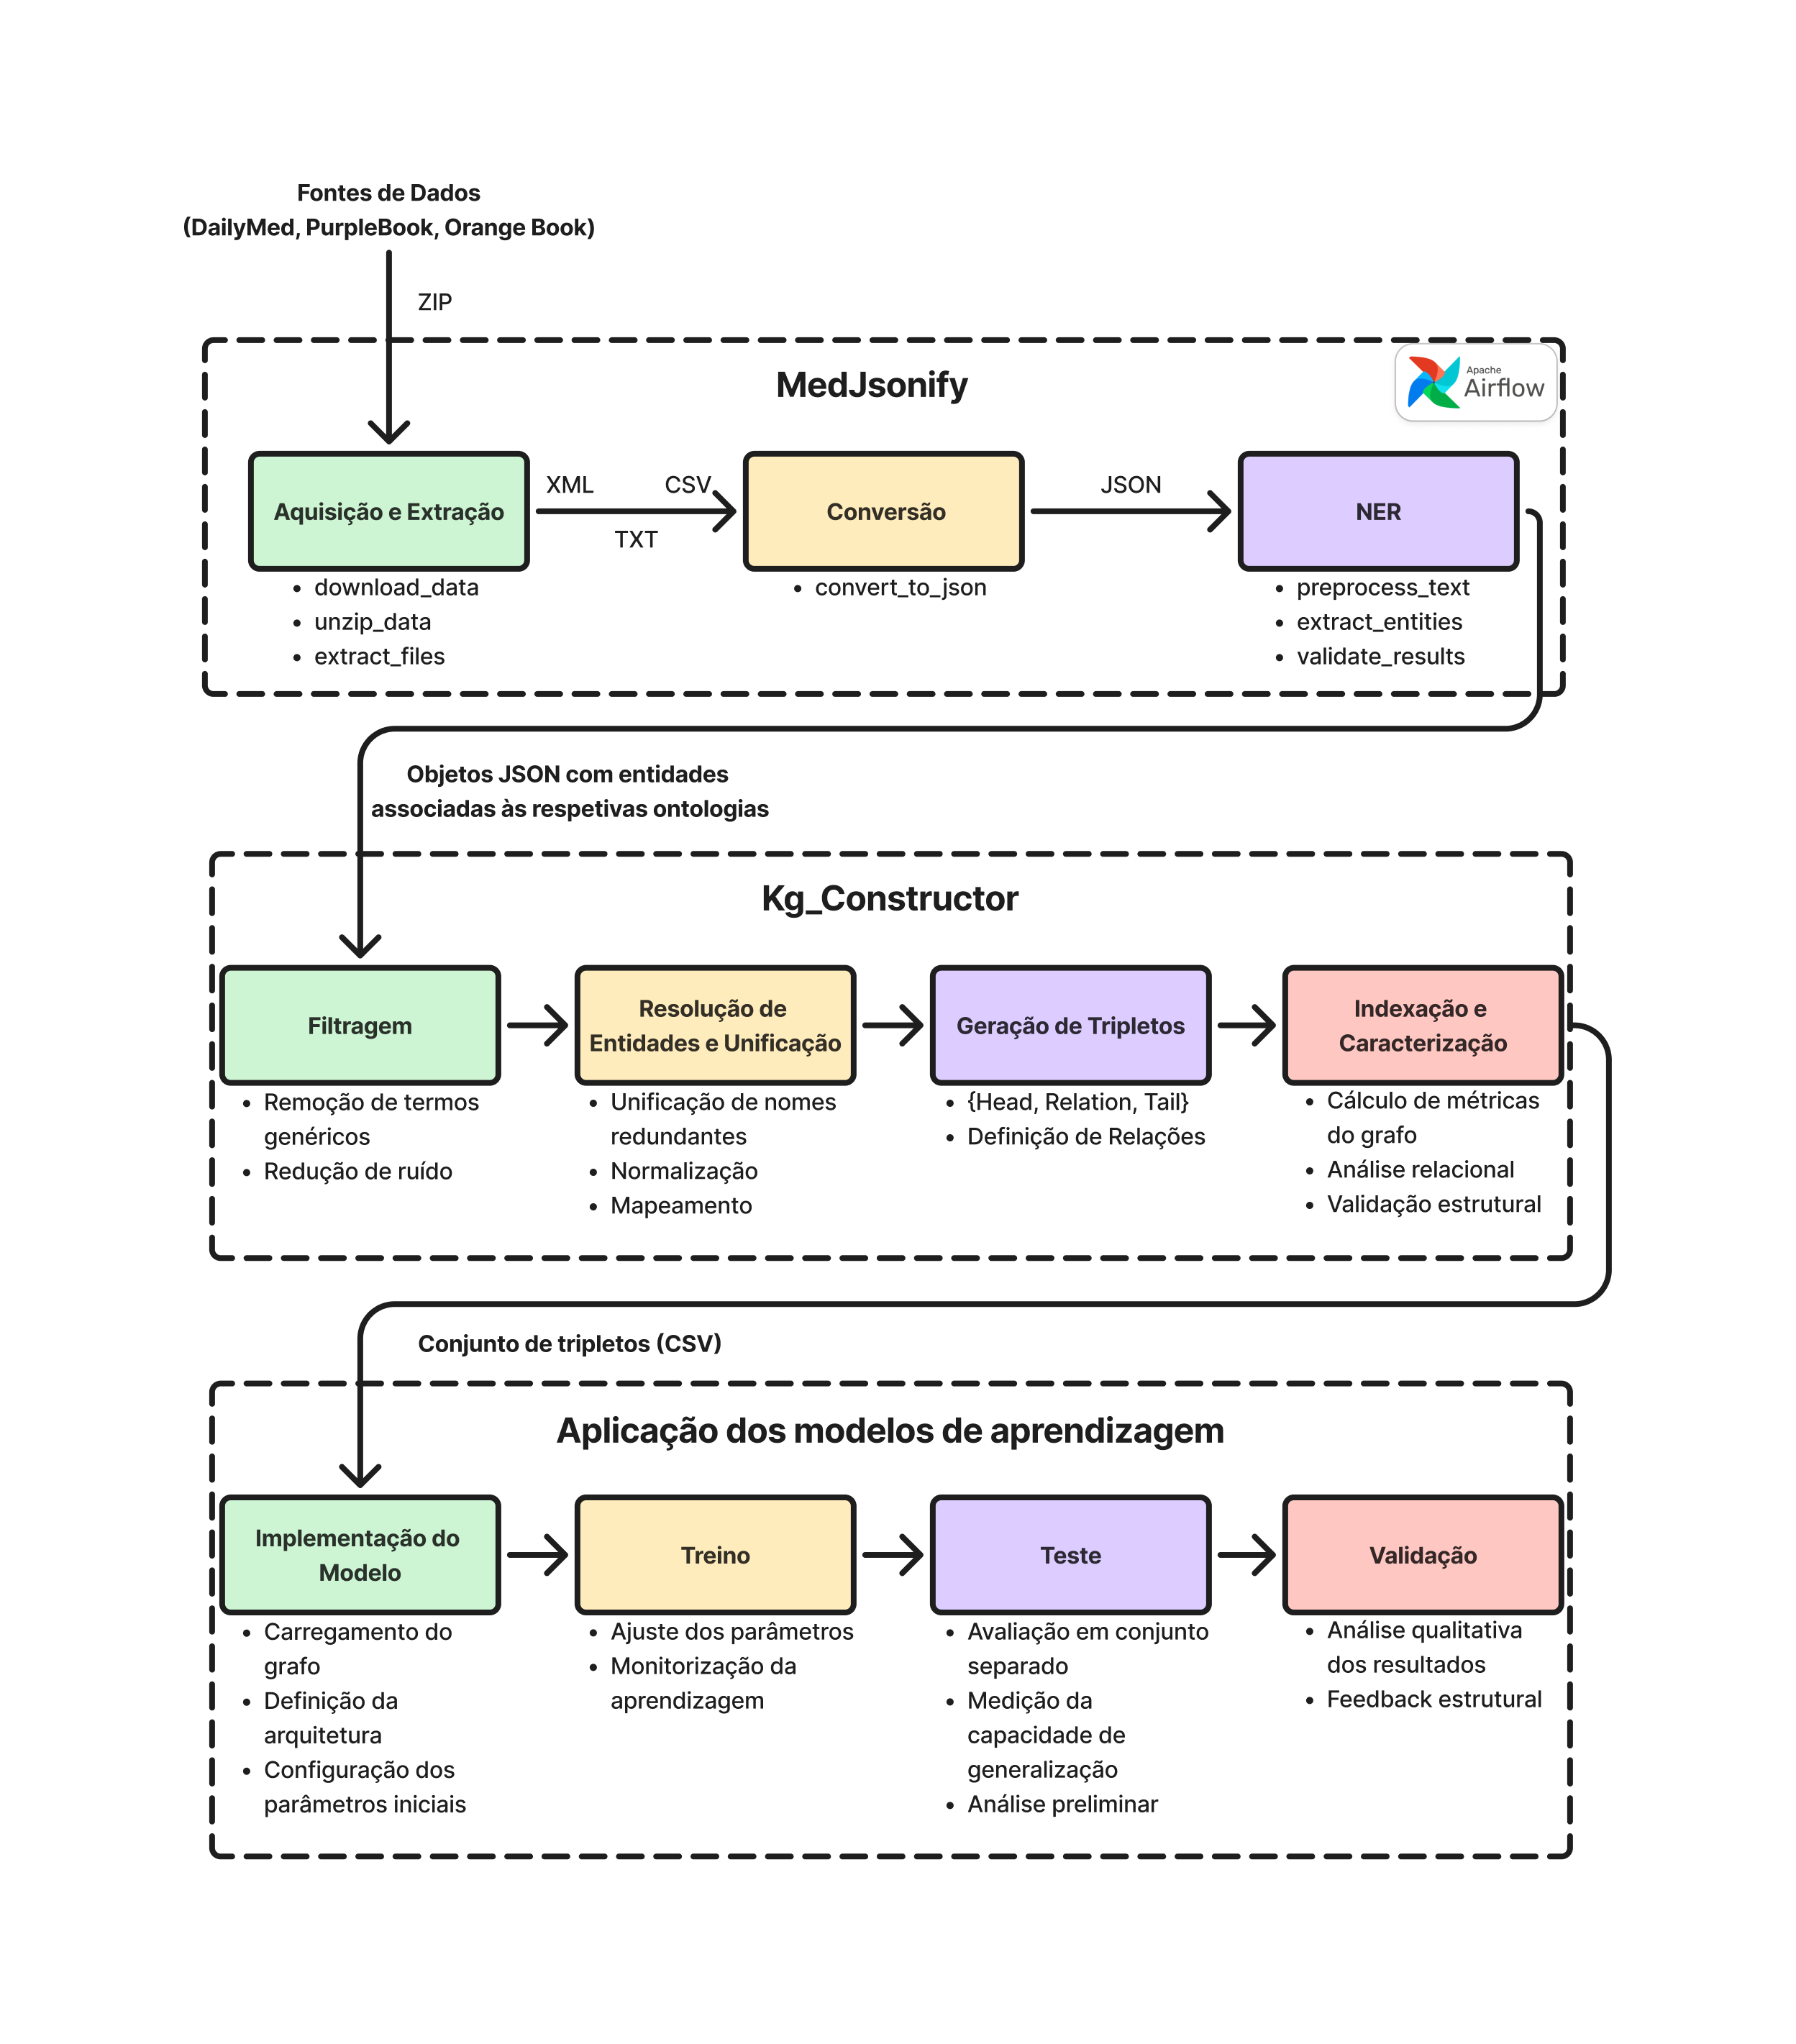 Fontes de Dados
(DailyMed, PurpleBook, Orange Book)
ZIP
MedJsonify
Apache
Airflow
Aquisição e Extração
XML
CSV
TXT
Conversão
JSON
NER
• download_data
• unzip_data
• extract_files
• convert_to_json
• preprocess_text
• extract_entities
• validate_results
Objetos JSON com entidades
associadas às respetivas ontologias
Kg_Constructor
Filtragem
Resolução de
Entidades e Unificação
Geração de Tripletos
Indexação e
Caracterização
• Remoção de termos
genéricos
• Redução de ruído
• Unificação de nomes
redundantes
• Normalização
• Mapeamento
• {Head, Relation, Tail}
• Definição de Relações
• Cálculo de métricas
do grafo
• Análise relacional
• Validação estrutural
Conjunto de tripletos (CSV)
Aplicação dos modelos de aprendizagem
Implementação do
Modelo
Treino
Teste
Validação
• Carregamento do
grafo
• Definição da
arquitetura
• Configuração dos
parâmetros iniciais
• Ajuste dos parâmetros
• Monitorização da
aprendizagem
• Avaliação em conjunto
separado
• Medição da
capacidade de
generalização
• Análise preliminar
• Análise qualitativa
dos resultados
• Feedback estrutural